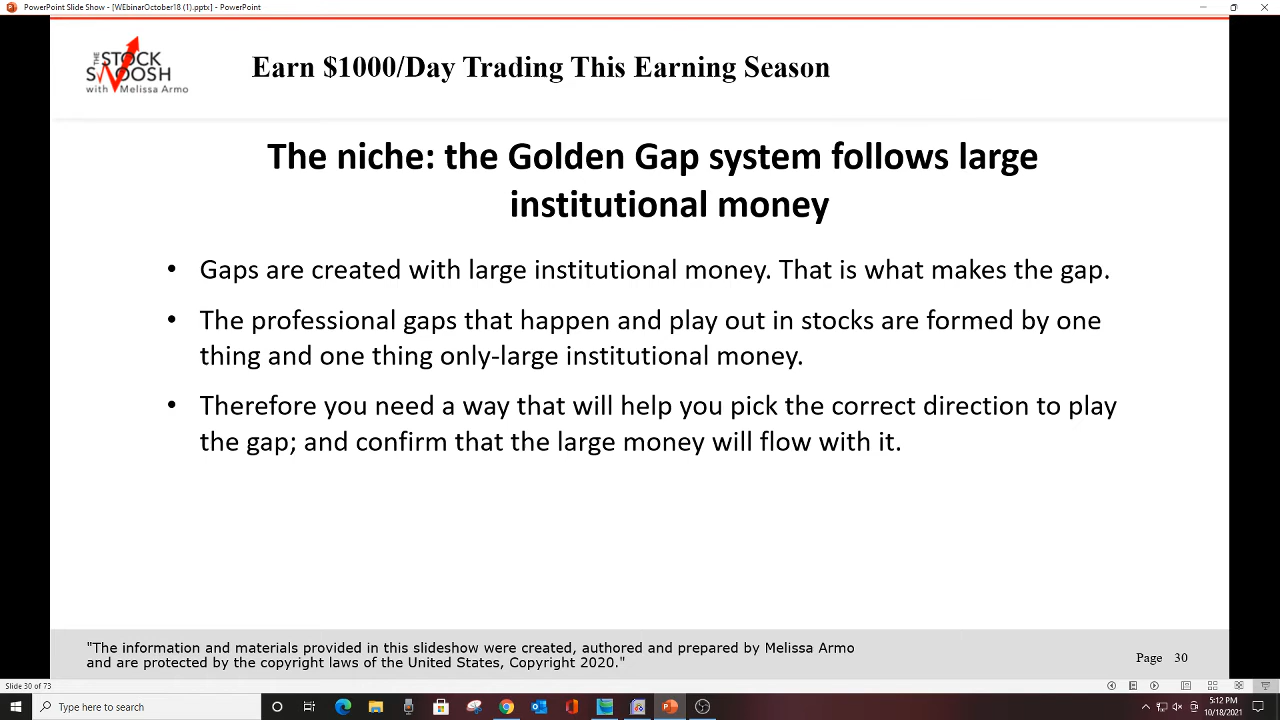 PowerPoint Slide Show - [WEbinarOctober18 (1).pptx] - PowerPoint
THE
STOCK
SWOOSH
with Melissa Armo
Earn $1000/Day Trading This Earning Season
The niche: the Golden Gap system follows large
institutional money
• Gaps are created with large institutional money. That is what makes the gap.
• The professional gaps that happen and play out in stocks are formed by one
thing and one thing only-large institutional money.
• Therefore you need a way that will help you pick the correct direction to play
the gap; and confirm that the large money will flow with it.
"The information and materials provided in this slideshow were created, authored and prepared by Melissa Armo
and are protected by the copyright laws of the United States, Copyright 2020."
Page 30
Slide 30 of 73
Type here to search
5:12 PM
10/18/2021